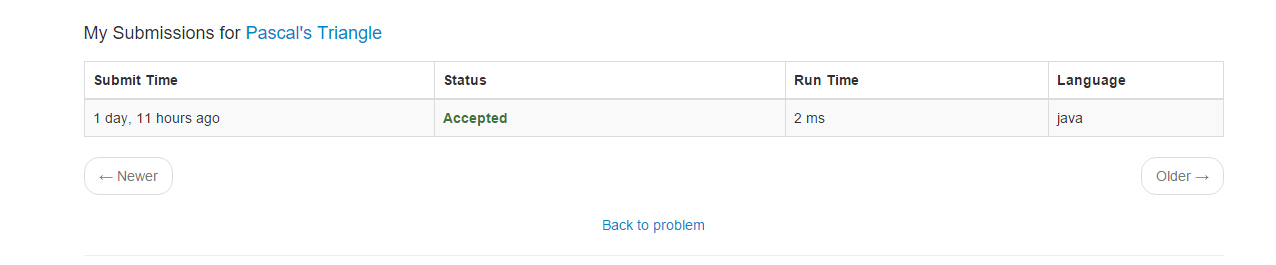 My Submissions for Pascal's Triangle
Submit Time Status Run Time Language
1 day, 11 hours ago Accepted 2 ms java
← Newer Older →
Back to problem